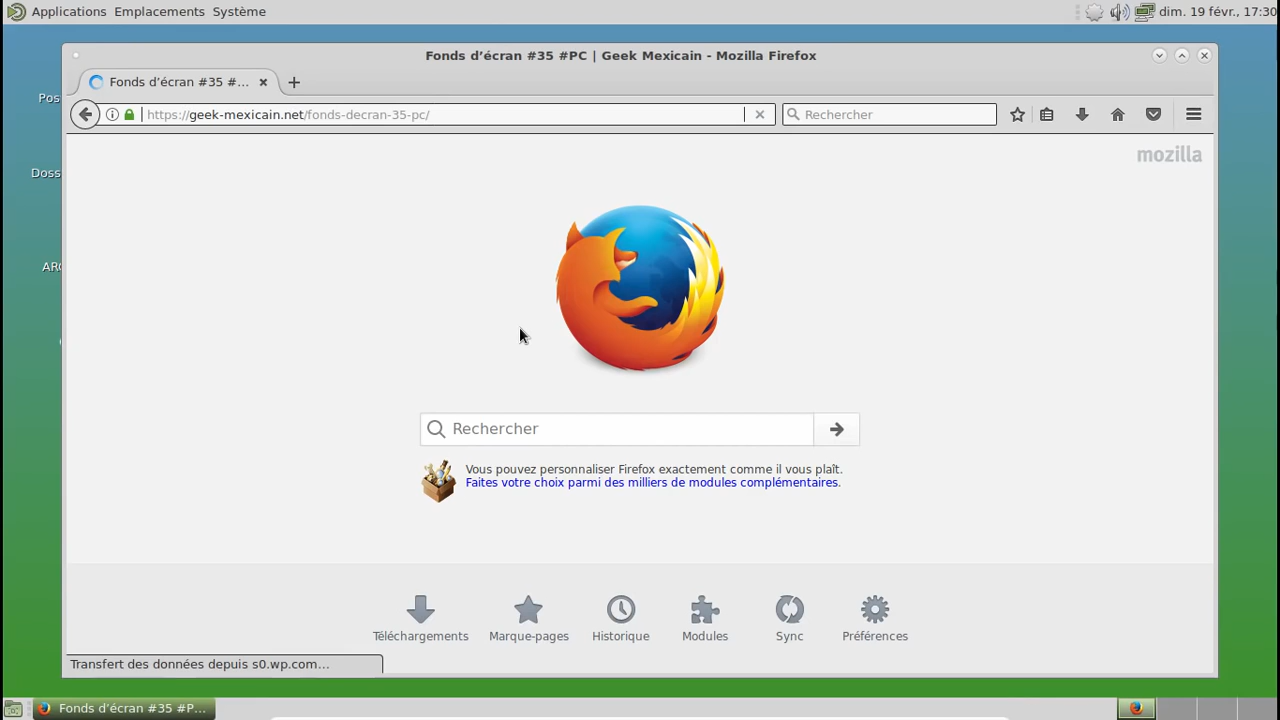 Applications Emplacements Système
dim. 19 févr., 17:30
Fonds d’écran #35 #PC | Geek Mexicain - Mozilla Firefox
Fonds d’écran #35 #...
https://geek-mexicain.net/fonds-decran-35-pc/
Rechercher
mozilla
Pos
Doss
ARC
Rechercher
Vous pouvez personnaliser Firefox exactement comme il vous plaît.
Faites votre choix parmi des milliers de modules complémentaires.
Téléchargements Marque-pages Historique Modules Sync Préférences
Transfert des données depuis s0.wp.com...
Fonds d’écran #35 #P...